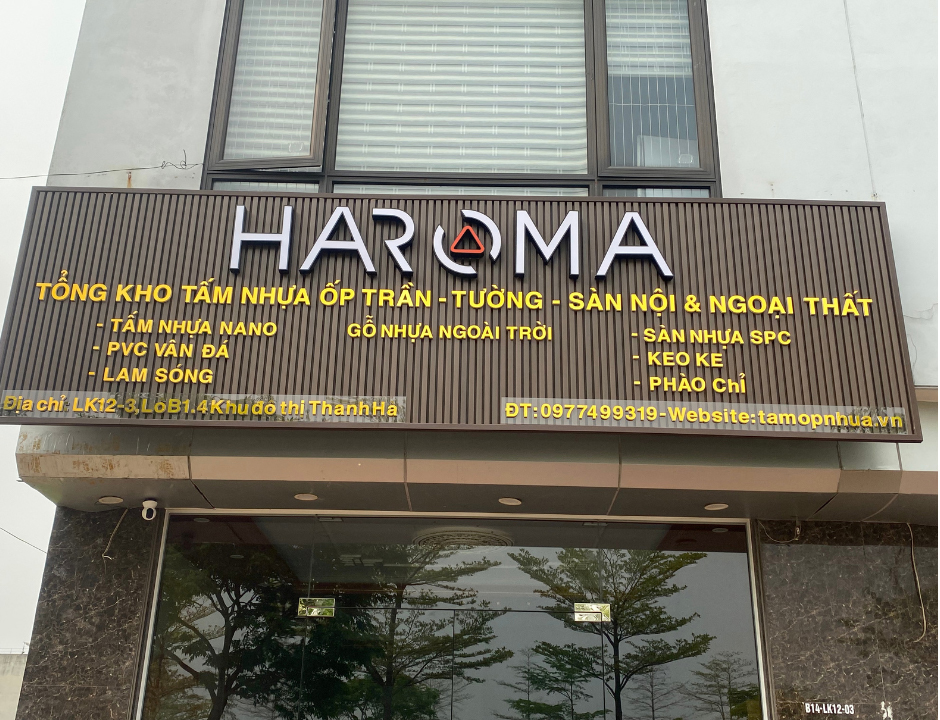 HAROMA
TỔNG KHO TẤM NHỰA ỐP TRẦN - TƯỜNG - SÀN NỘI & NGOẠI THẤT
- TẤM NHỰA NANO
- PVC VÂN ĐÁ
- LAM SÓNG
GỖ NHỰA NGOÀI TRỜI
- SÀN NHỰA SPC
- KEO KE
- PHÀO CHỈ
Địa chỉ: LK12-3,LôB1.4 Khu đô thị Thanh Hà
ĐT: 0977499319 - Website: tamopnhua.vn
B14-LK12-03